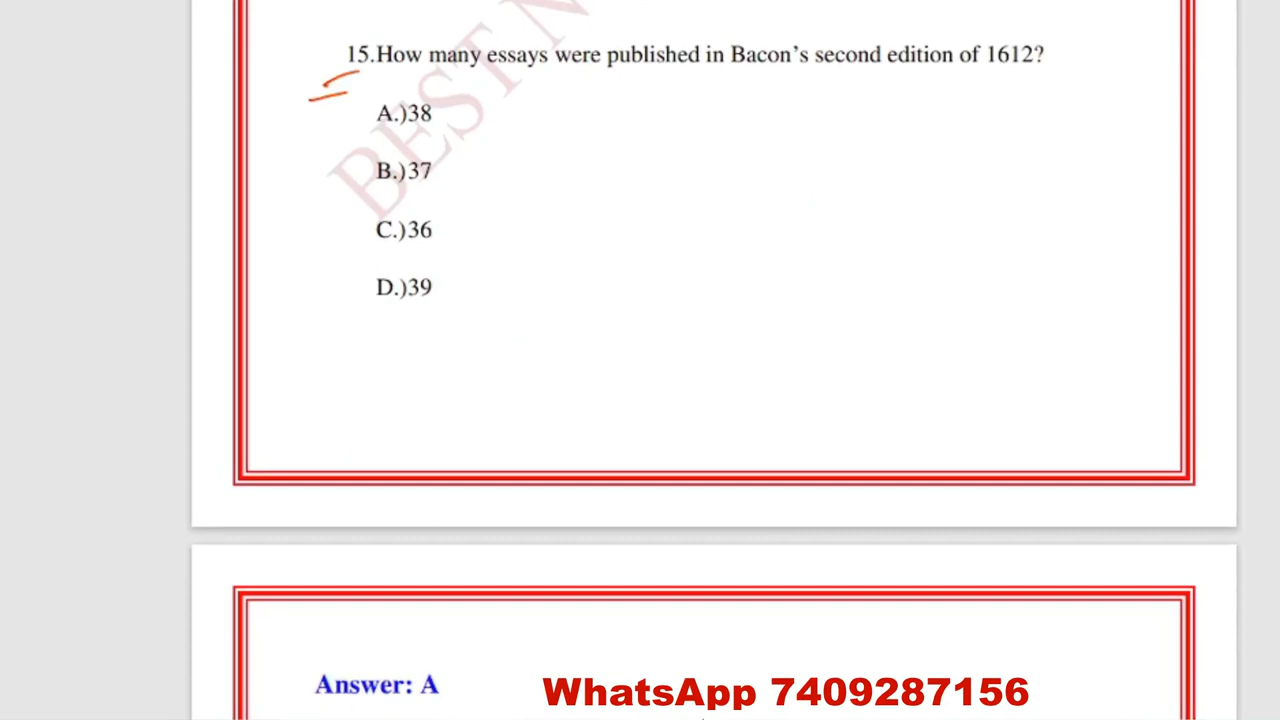 BEST N
15.How many essays were published in Bacon’s second edition of 1612?
A.)38
B.)37
C.)36
D.)39
Answer: A
WhatsApp 7409287156